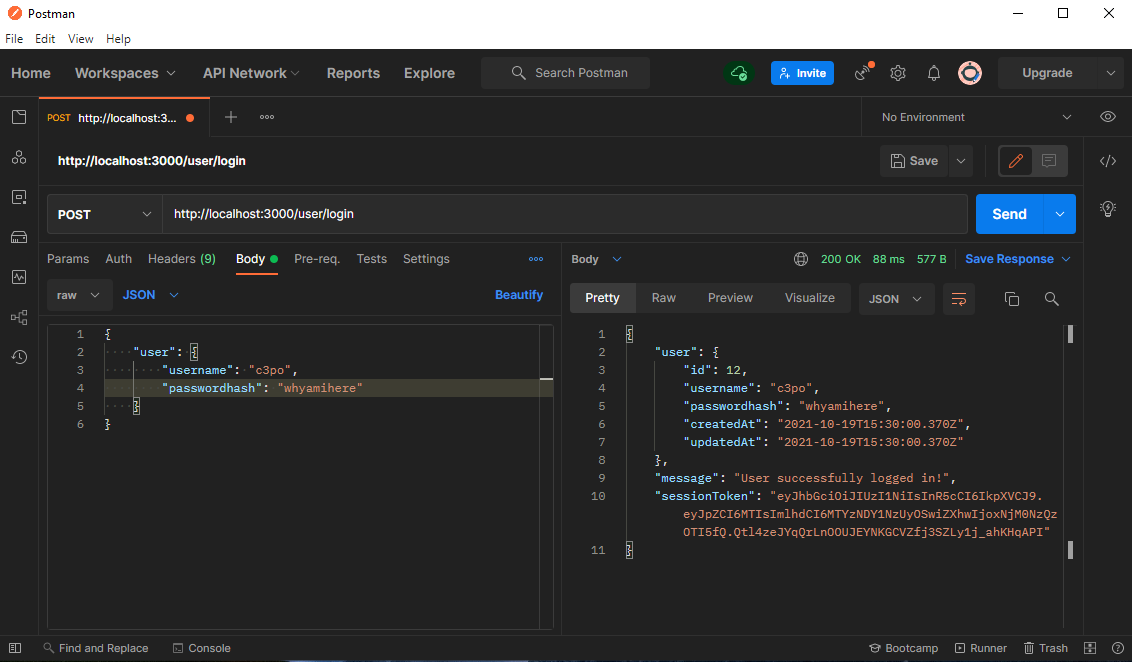 Postman
File Edit View Help
Home Workspaces API Network Reports Explore Search Postman Invite Upgrade
POST http://localhost:3... No Environment
http://localhost:3000/user/login Save
POST http://localhost:3000/user/login Send
Params Auth Headers (9) Body Pre-req. Tests Settings
raw JSON Beautify
1 {
2 "user": {
3 "username": "c3po",
4 "passwordhash": "whyamihere"
5 }
6 }
Body 200 OK 88 ms 577 B Save Response
Pretty Raw Preview Visualize JSON
1 {
2 "user": {
3 "id": 12,
4 "username": "c3po",
5 "passwordhash": "whyamihere",
6 "createdAt": "2021-10-19T15:30:00.370Z",
7 "updatedAt": "2021-10-19T15:30:00.370Z"
8 },
9 "message": "User successfully logged in!",
10 "sessionToken": "eyJhbGciOiJIUzI1NiIsInR5cCI6IkpXVCJ9.
eyJpZCI6MTIsImlhdCI6MTYzNDY1NzUyOSwiZXhwIjoxNjM0NzQz
OTI5fQ.Qtl4zeJYqQrLnOOUJEYNKGCVZfj3SZLy1j_ahKHqAPI"
11 }
Find and Replace Console Bootcamp Runner Trash